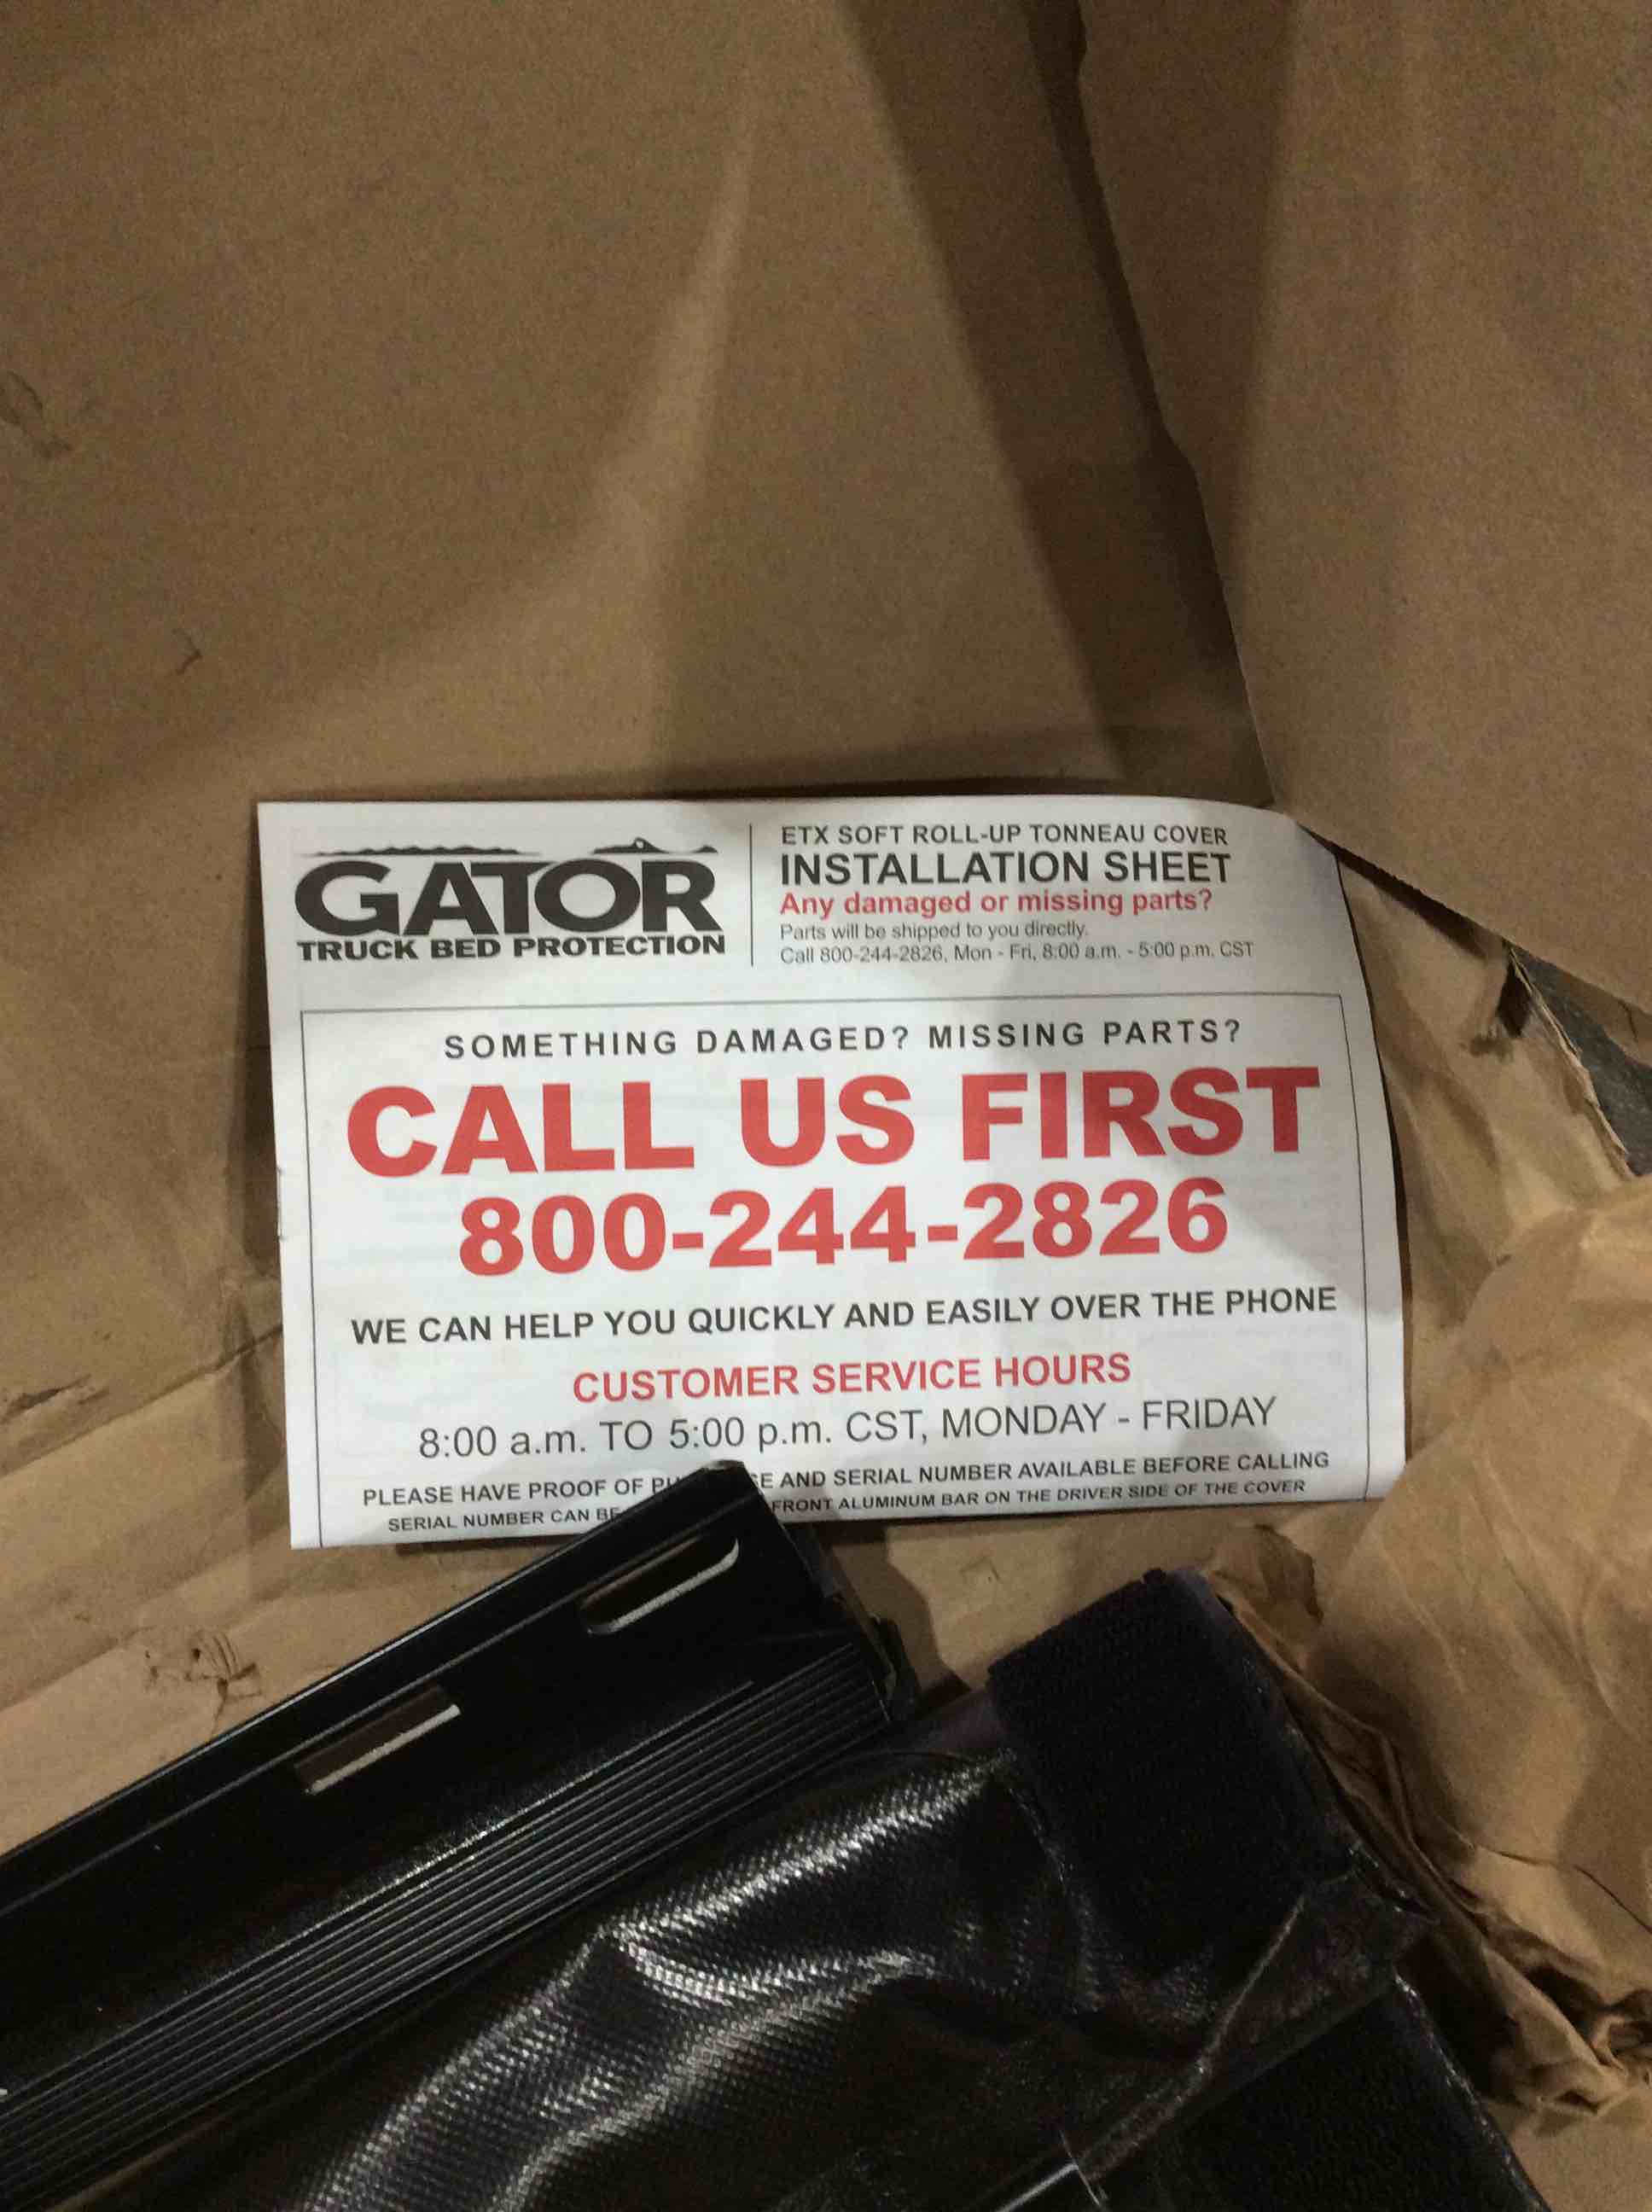 GATOR
TRUCK BED PROTECTION
ETX SOFT ROLL-UP TONNEAU COVER
INSTALLATION SHEET
Any damaged or missing parts?
Parts will be shipped to you directly.
Call 800-244-2826, Mon - Fri, 8:00 a.m. - 5:00 p.m. CST
SOMETHING DAMAGED? MISSING PARTS?
CALL US FIRST
800-244-2826
WE CAN HELP YOU QUICKLY AND EASILY OVER THE PHONE
CUSTOMER SERVICE HOURS
8:00 a.m. TO 5:00 p.m. CST, MONDAY - FRIDAY
PLEASE HAVE PROOF OF AND SERIAL NUMBER AVAILABLE BEFORE CALLING
SERIAL NUMBER CAN FRONT ALUMINUM BAR ON THE DRIVER SIDE OF THE COVER